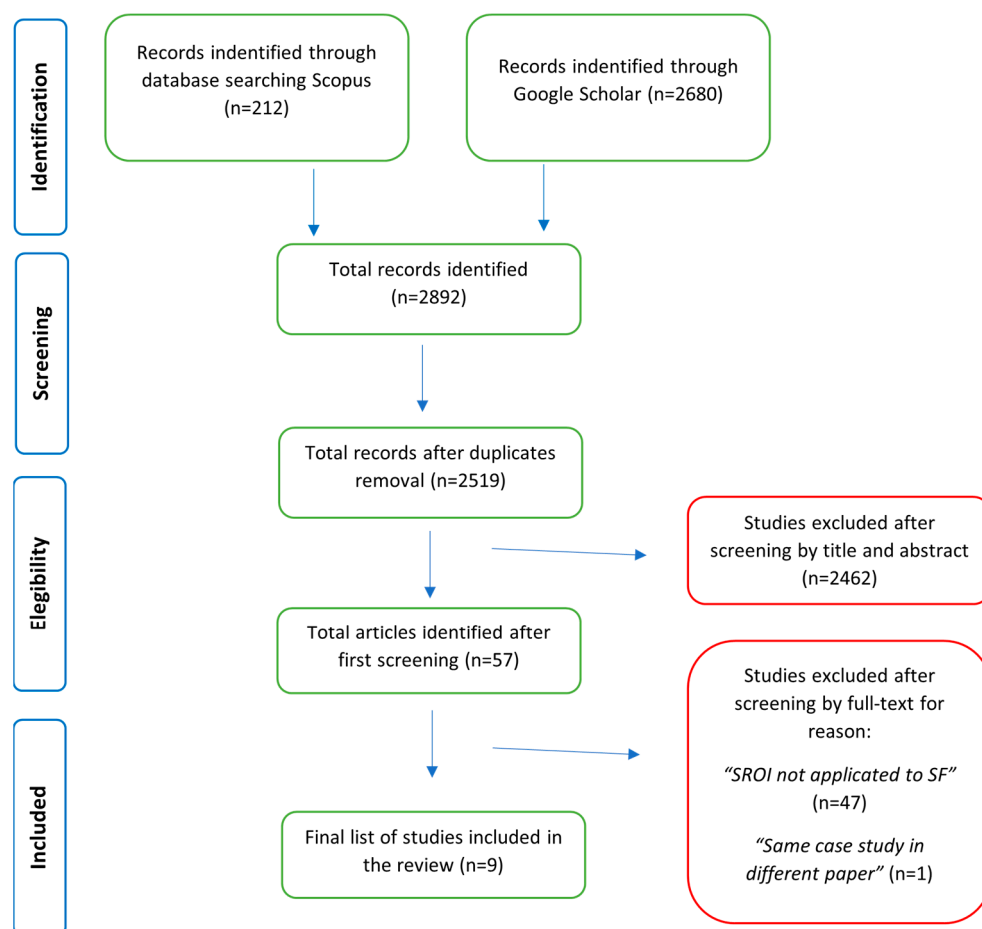 Identification
Records indentified through
database searching Scopus
(n=212)
Records indentified through
Google Scholar (n=2680)
Screening
Total records identified
(n=2892)
Total records after duplicates
removal (n=2519)
Elegibility
Studies excluded after
screening by title and abstract
(n=2462)
Total articles identified after
first screening (n=57)
Studies excluded after
screening by full-text for
reason:
“SROI not applicated to SF”
(n=47)
“Same case study in
different paper” (n=1)
Included
Final list of studies included in
the review (n=9)